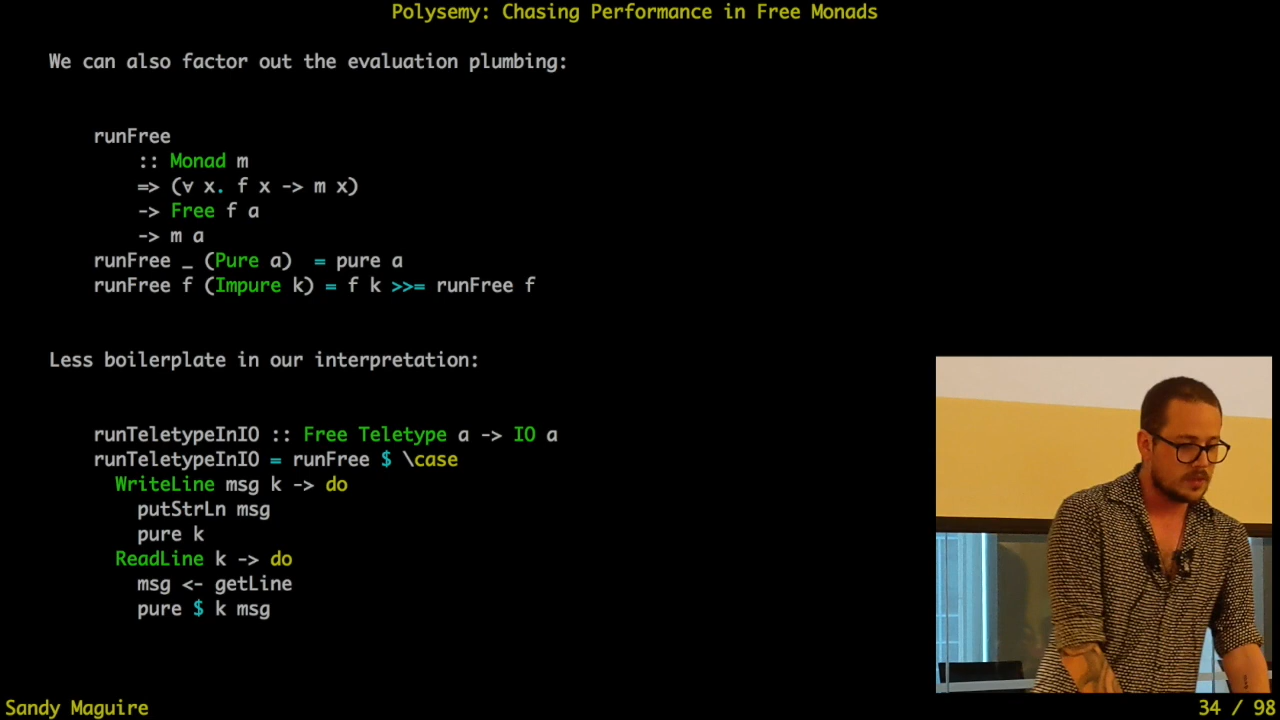 Polysemy: Chasing Performance in Free Monads
We can also factor out the evaluation plumbing:
runFree
:: Monad m
=> (∀ x. f x -> m x)
-> Free f a
-> m a
runFree _ (Pure a)  = pure a
runFree f (Impure k) = f k >>= runFree f
Less boilerplate in our interpretation:
runTeletypeInIO :: Free Teletype a -> IO a
runTeletypeInIO = runFree $ \case
WriteLine msg k -> do
putStrLn msg
pure k
ReadLine k -> do
msg <- getLine
pure $ k msg
Sandy Maguire
34 / 98